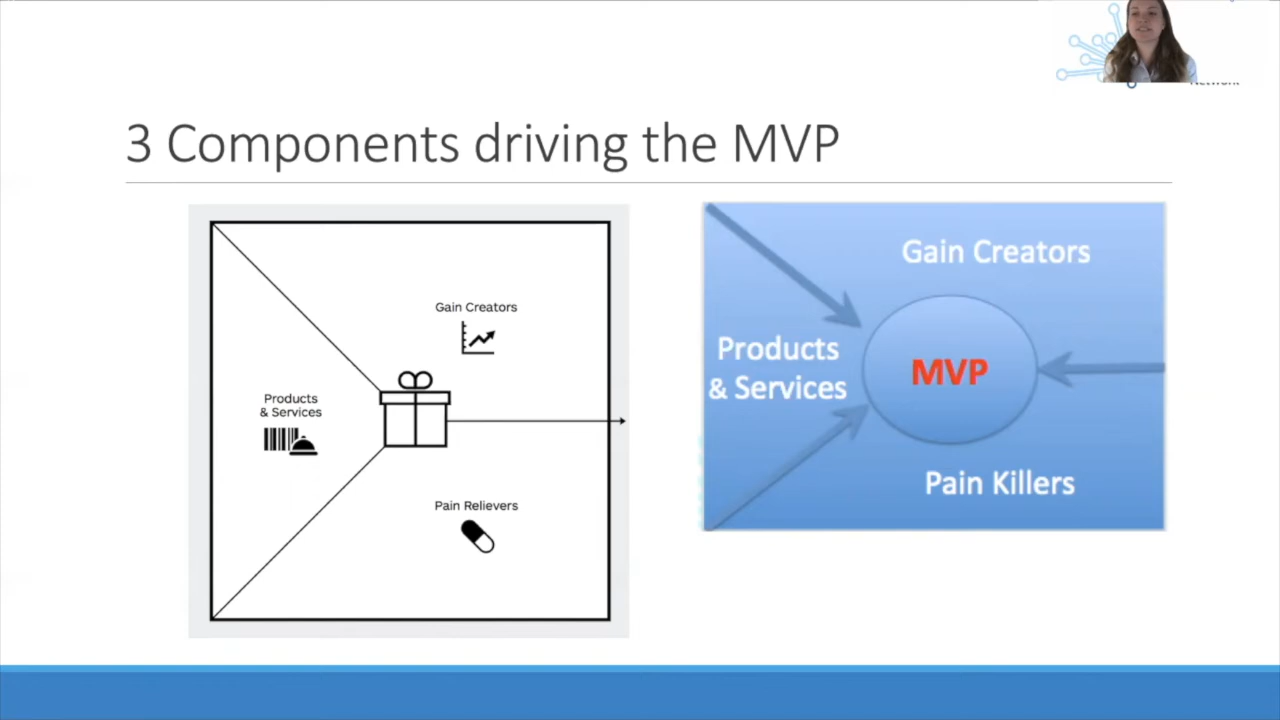 3 Components driving the MVP
Gain Creators
Products
& Services
Pain Relievers
Gain Creators
Products
& Services
MVP
Pain Killers